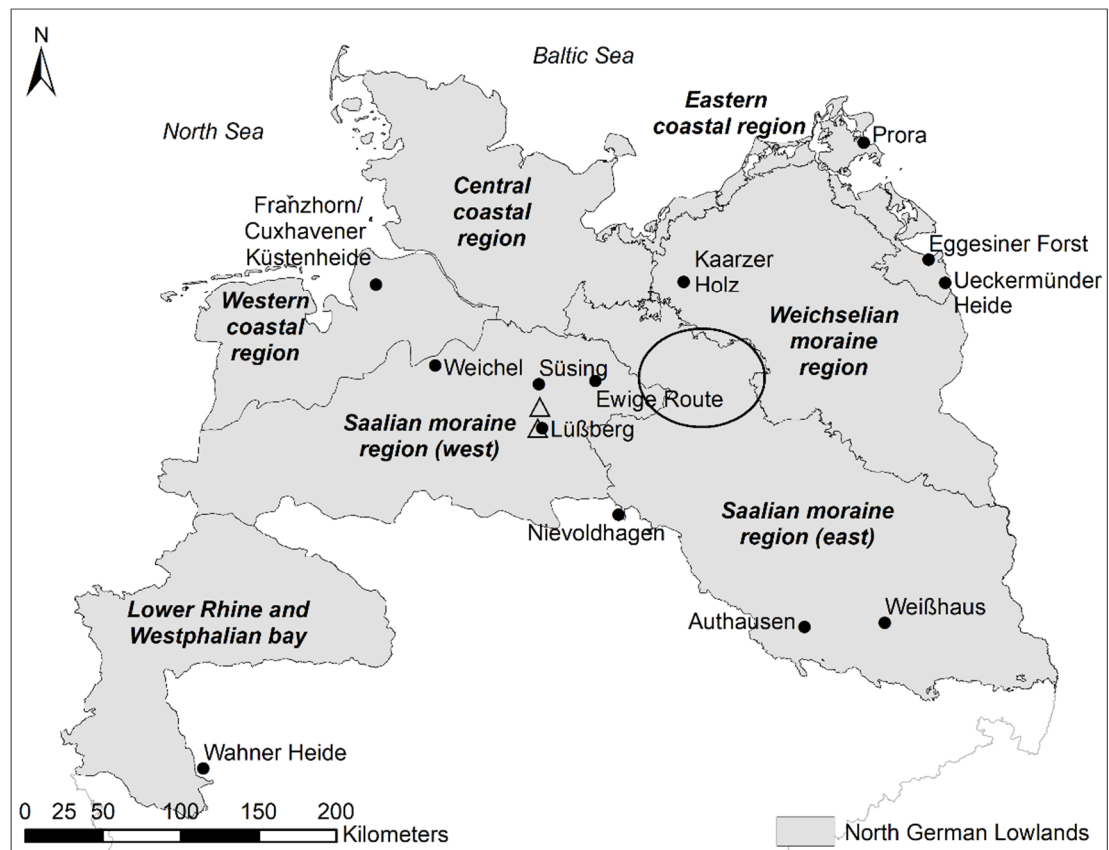 N
Baltic Sea
North Sea
Eastern
coastal region
Prora
Central
coastal
region
Franzhorn/
Cuxhavener
Küstenheide
Kaarzer
Holz
Eggesiner Forst
Ueckermünder
Heide
Western
coastal
region
Weichselian
moraine
region
Weichel
Süsing
Ewige Route
Saalian moraine
region (west)
Lüßberg
Nievoldhagen
Saalian moraine
region (east)
Lower Rhine and
Westphalian bay
Authausen
Weißhaus
Wahner Heide
0 25 50 100 150 200
Kilometers
North German Lowlands